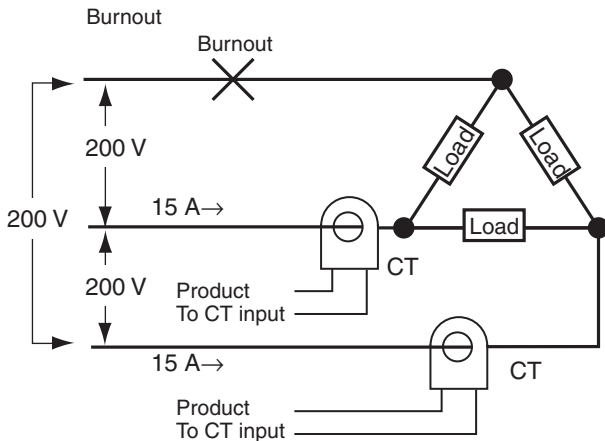 Burnout
Burnout
200 V
Load
Load
15 A→
200 V
Load
CT
200 V
Product
To CT input
15 A→
CT
Product
To CT input